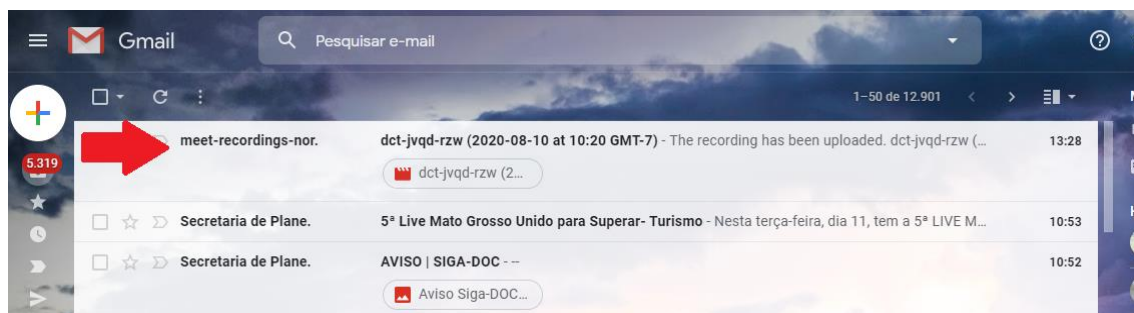 Gmail
Pesquisar e-mail
1–50 de 12.901
5.319
meet-recordings-nor. dct-jvqd-rzw (2020-08-10 at 10:20 GMT-7) - The recording has been uploaded. dct-jvqd-rzw (... 13:28
dct-jvqd-rzw (2...
Secretaria de Plane. 5ª Live Mato Grosso Unido para Superar- Turismo - Nesta terça-feira, dia 11, tem a 5ª LIVE M... 10:53
Secretaria de Plane. AVISO | SIGA-DOC - -- 10:52
Aviso Siga-DOC...